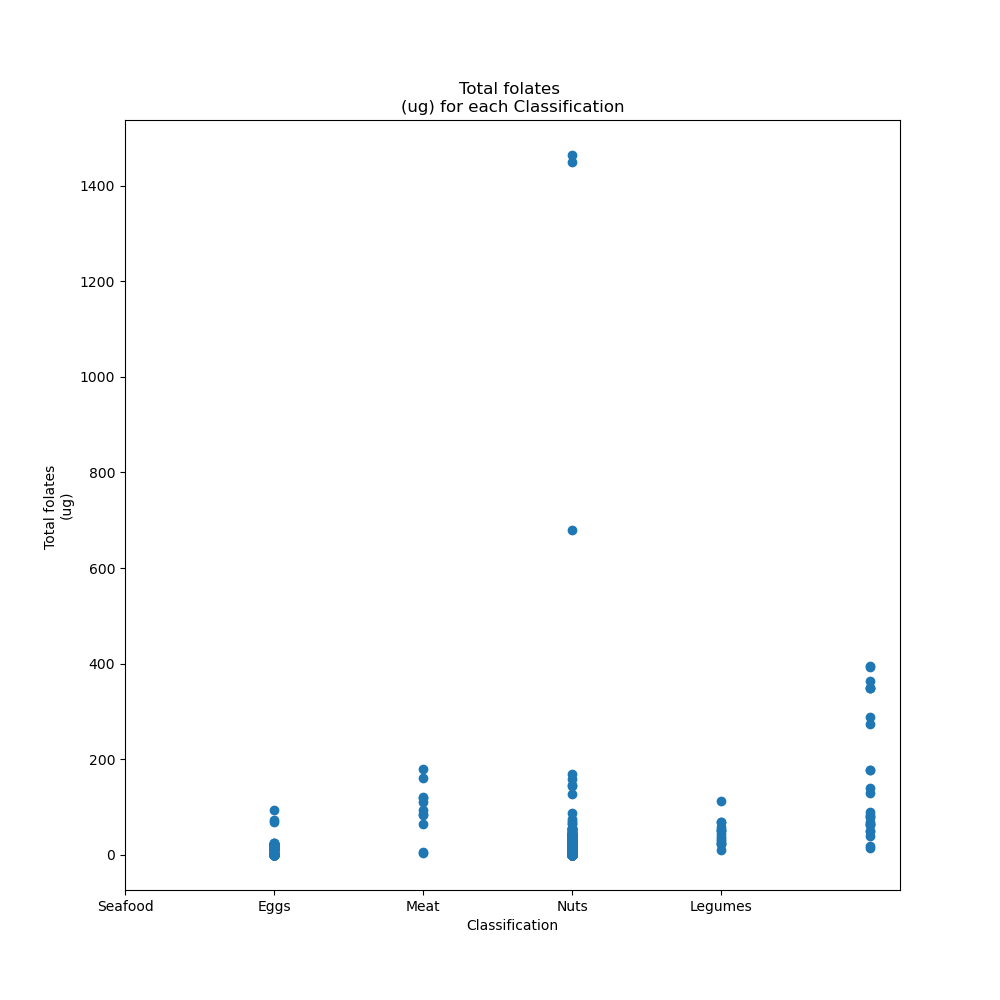 Total folates
(ug) for each Classification
1400
1200
1000
800
600
400
200
0
Total folates
(ug)
Seafood Eggs Meat Nuts Legumes
Classification